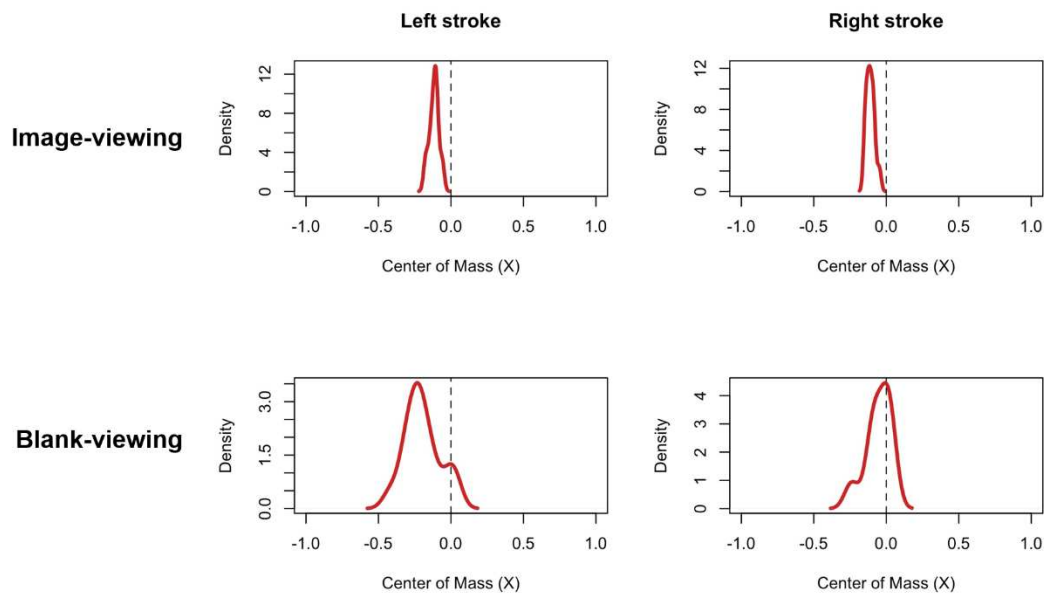 Left stroke
Right stroke
Image-viewing
Density
0 4 8 12
-1.0 -0.5 0.0 0.5 1.0
Center of Mass (X)
Density
0 4 8 12
-1.0 -0.5 0.0 0.5 1.0
Center of Mass (X)
Blank-viewing
Density
0.0 1.5 3.0
-1.0 -0.5 0.0 0.5 1.0
Center of Mass (X)
Density
0 1 2 3 4
-1.0 -0.5 0.0 0.5 1.0
Center of Mass (X)